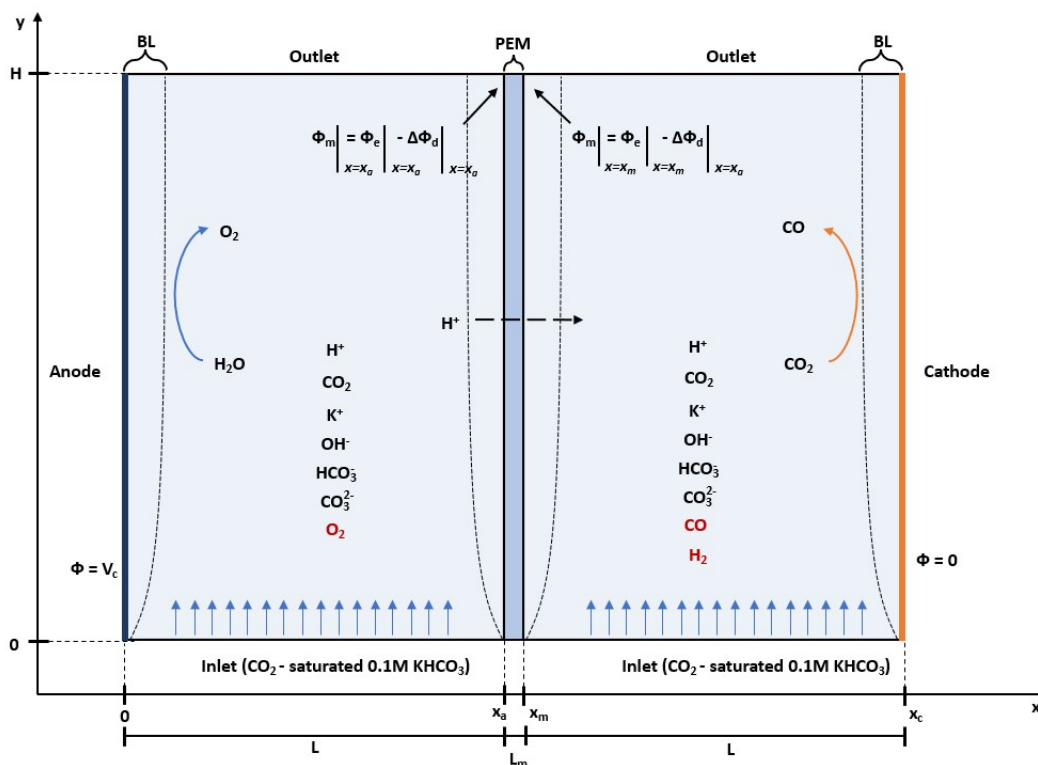 y
BL
Outlet
PEM
Outlet
BL
H
Φm| = Φe| - ΔΦd|
x=xa x=xa x=xa
Φm| = Φe| - ΔΦd|
x=xm x=xm x=xa
O₂
CO
H⁺
H₂O
CO₂
Anode
Cathode
H⁺
CO₂
K⁺
OH⁻
HCO₃⁻
CO₃²⁻
O₂
H⁺
CO₂
K⁺
OH⁻
HCO₃⁻
CO₃²⁻
CO
H₂
Φ = Vc
Φ = 0
0
Inlet (CO₂ - saturated 0.1M KHCO₃)
Inlet (CO₂ - saturated 0.1M KHCO₃)
0
xa
xm
xc
x
L
Lm
L